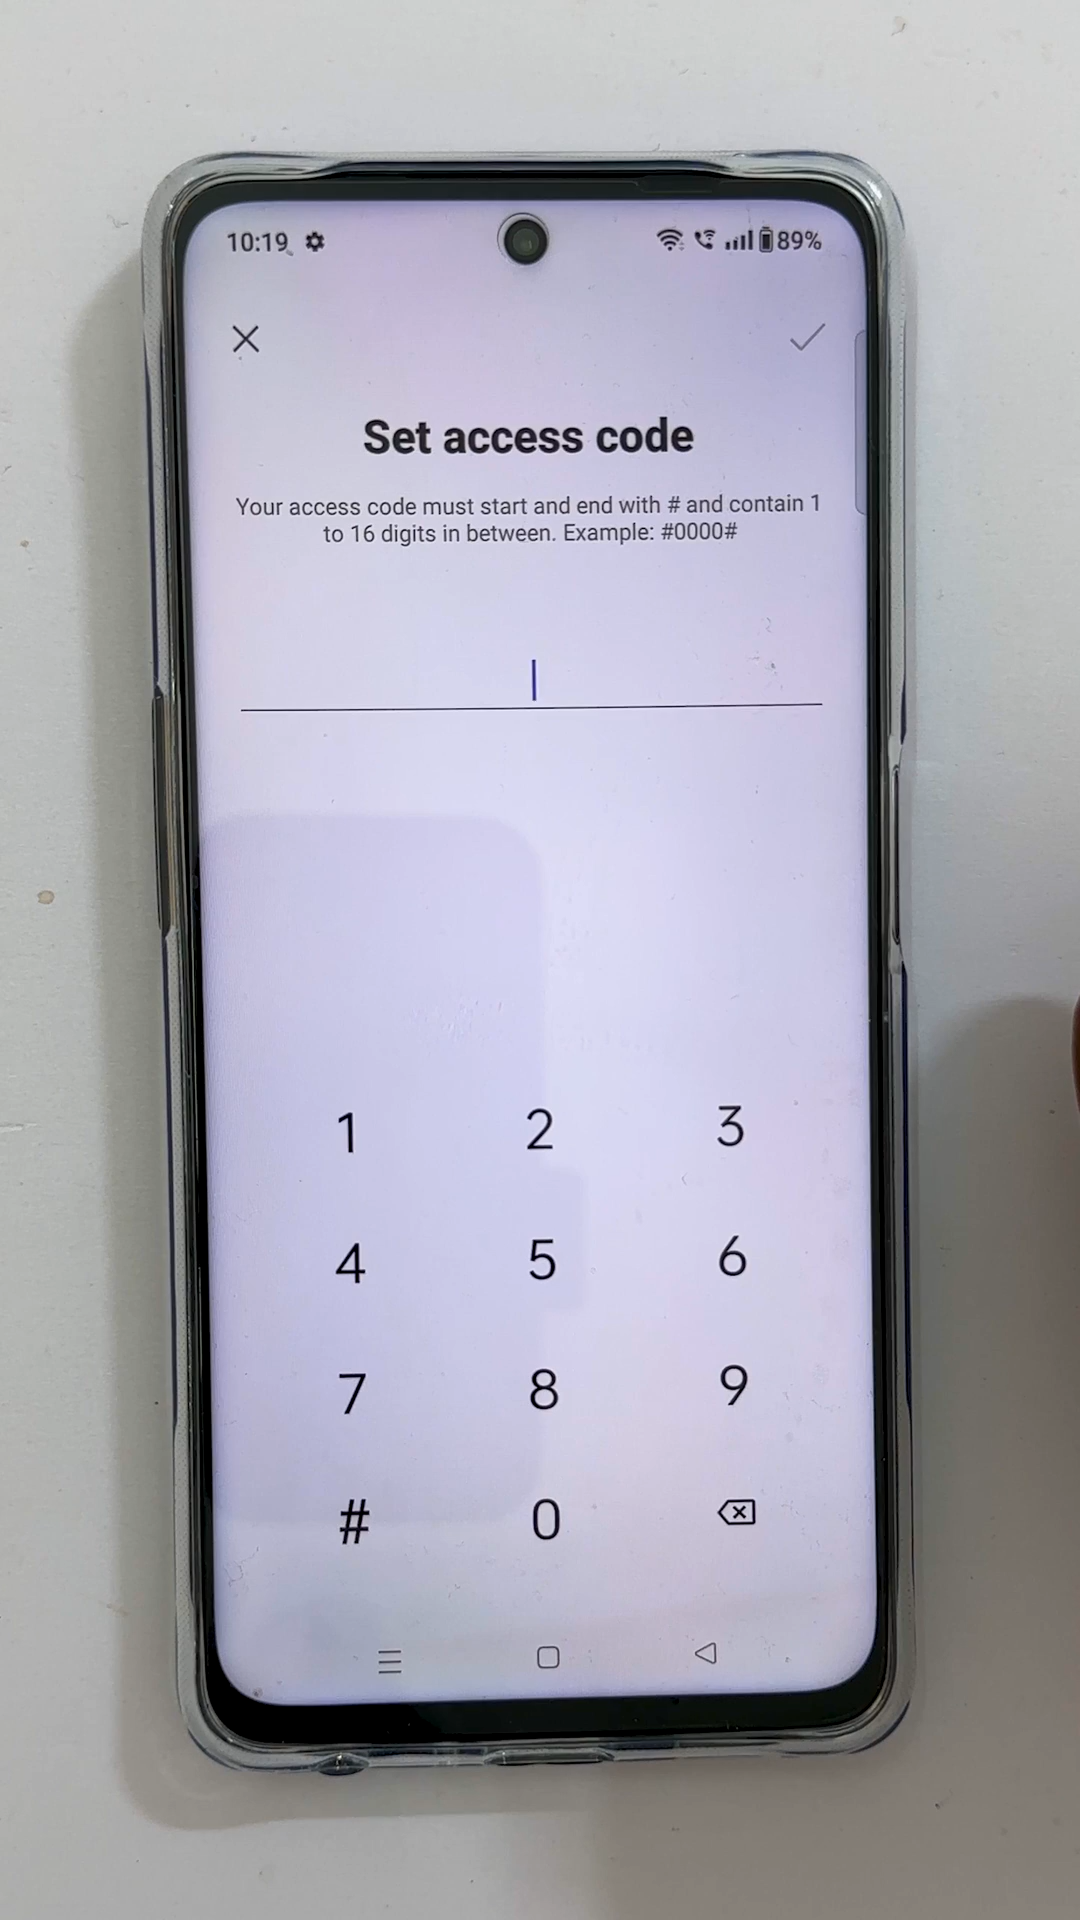 10:19 89%
Set access code
Your access code must start and end with # and contain 1
to 16 digits in between. Example: #0000#
1 2 3
4 5 6
7 8 9
# 0